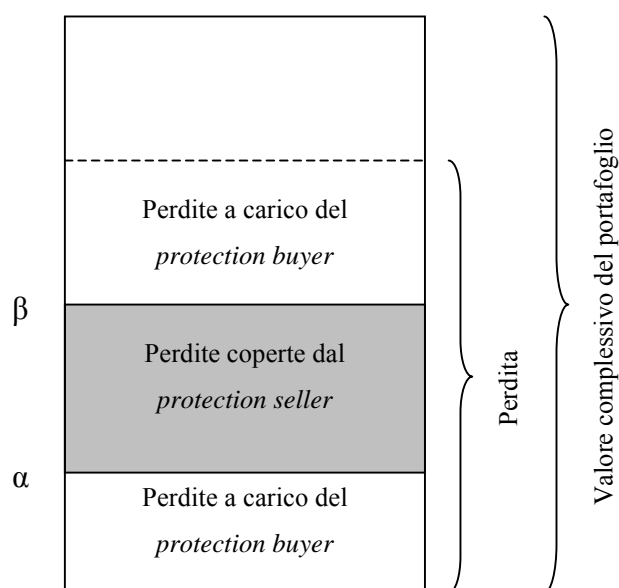 Perdite a carico del
protection buyer
β
Perdite coperte dal
protection seller
α
Perdite a carico del
protection buyer
Perdita
Valore complessivo del portafoglio